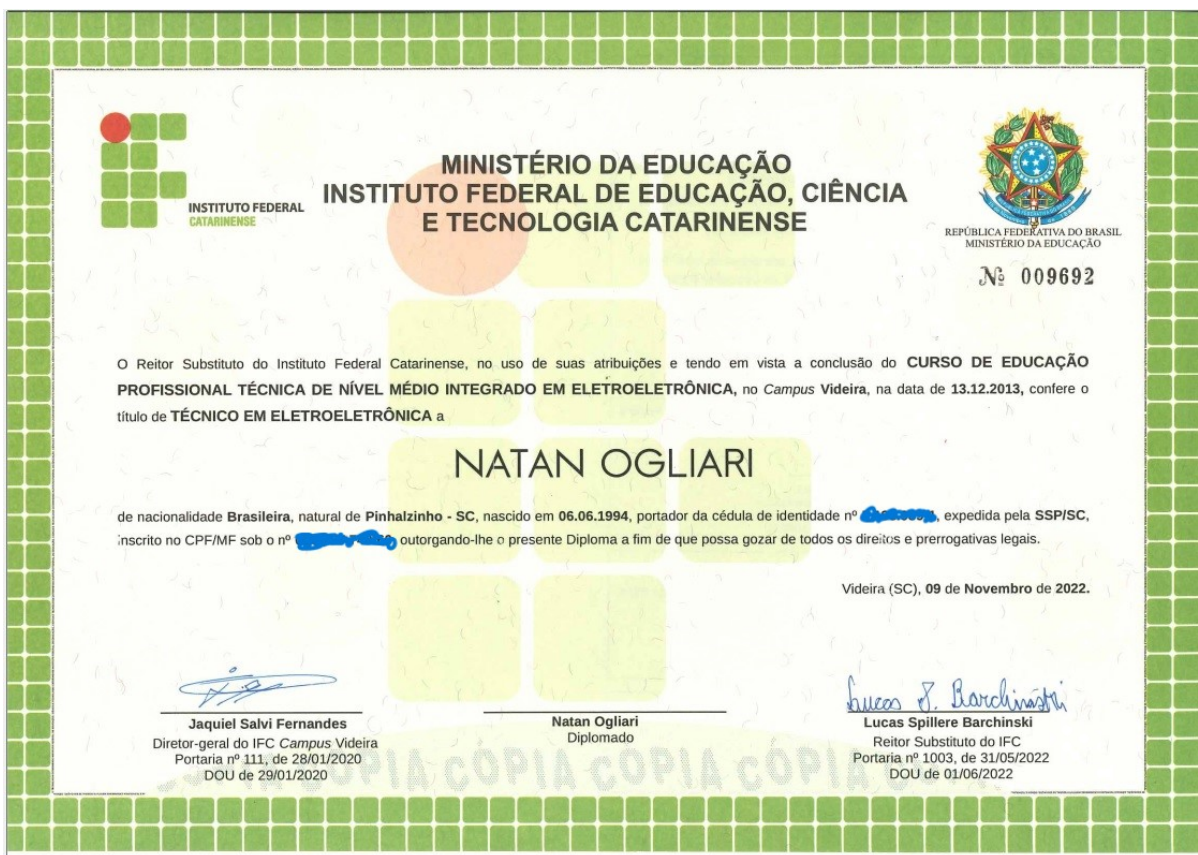 INSTITUTO FEDERAL
CATARINENSE
MINISTÉRIO DA EDUCAÇÃO
INSTITUTO FEDERAL DE EDUCAÇÃO, CIÊNCIA
E TECNOLOGIA CATARINENSE
REPÚBLICA FEDERATIVA DO BRASIL
MINISTÉRIO DA EDUCAÇÃO
Nº 009692
O Reitor Substituto do Instituto Federal Catarinense, no uso de suas atribuições e tendo em vista a conclusão do CURSO DE EDUCAÇÃO
PROFISSIONAL TÉCNICA DE NÍVEL MÉDIO INTEGRADO EM ELETROELETRÔNICA, no Campus Videira, na data de 13.12.2013, confere o
título de TÉCNICO EM ELETROELETRÔNICA a
NATAN OGLIARI
de nacionalidade Brasileira, natural de Pinhalzinho - SC, nascido em 06.06.1994, portador da cédula de identidade nº , expedida pela SSP/SC,
inscrito no CPF/MF sob o nº outorgando-lhe o presente Diploma a fim de que possa gozar de todos os direitos e prerrogativas legais.
Videira (SC), 09 de Novembro de 2022.
Lucas S. Barchinski
Jaquiel Salvi Fernandes
Diretor-geral do IFC Campus Videira
Portaria nº 111, de 28/01/2020
DOU de 29/01/2020
Natan Ogliari
Diplomado
Lucas Spillere Barchinski
Reitor Substituto do IFC
Portaria nº 1003, de 31/05/2022
DOU de 01/06/2022
CÓPIA CÓPIA CÓPIA CÓPIA